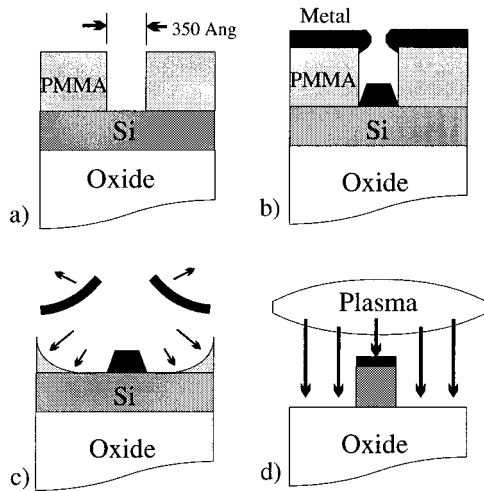 a)
350 Ang
PMMA
Si
Oxide
b)
Metal
PMMA
Si
Oxide
c)
Si
Oxide
d)
Plasma
Oxide